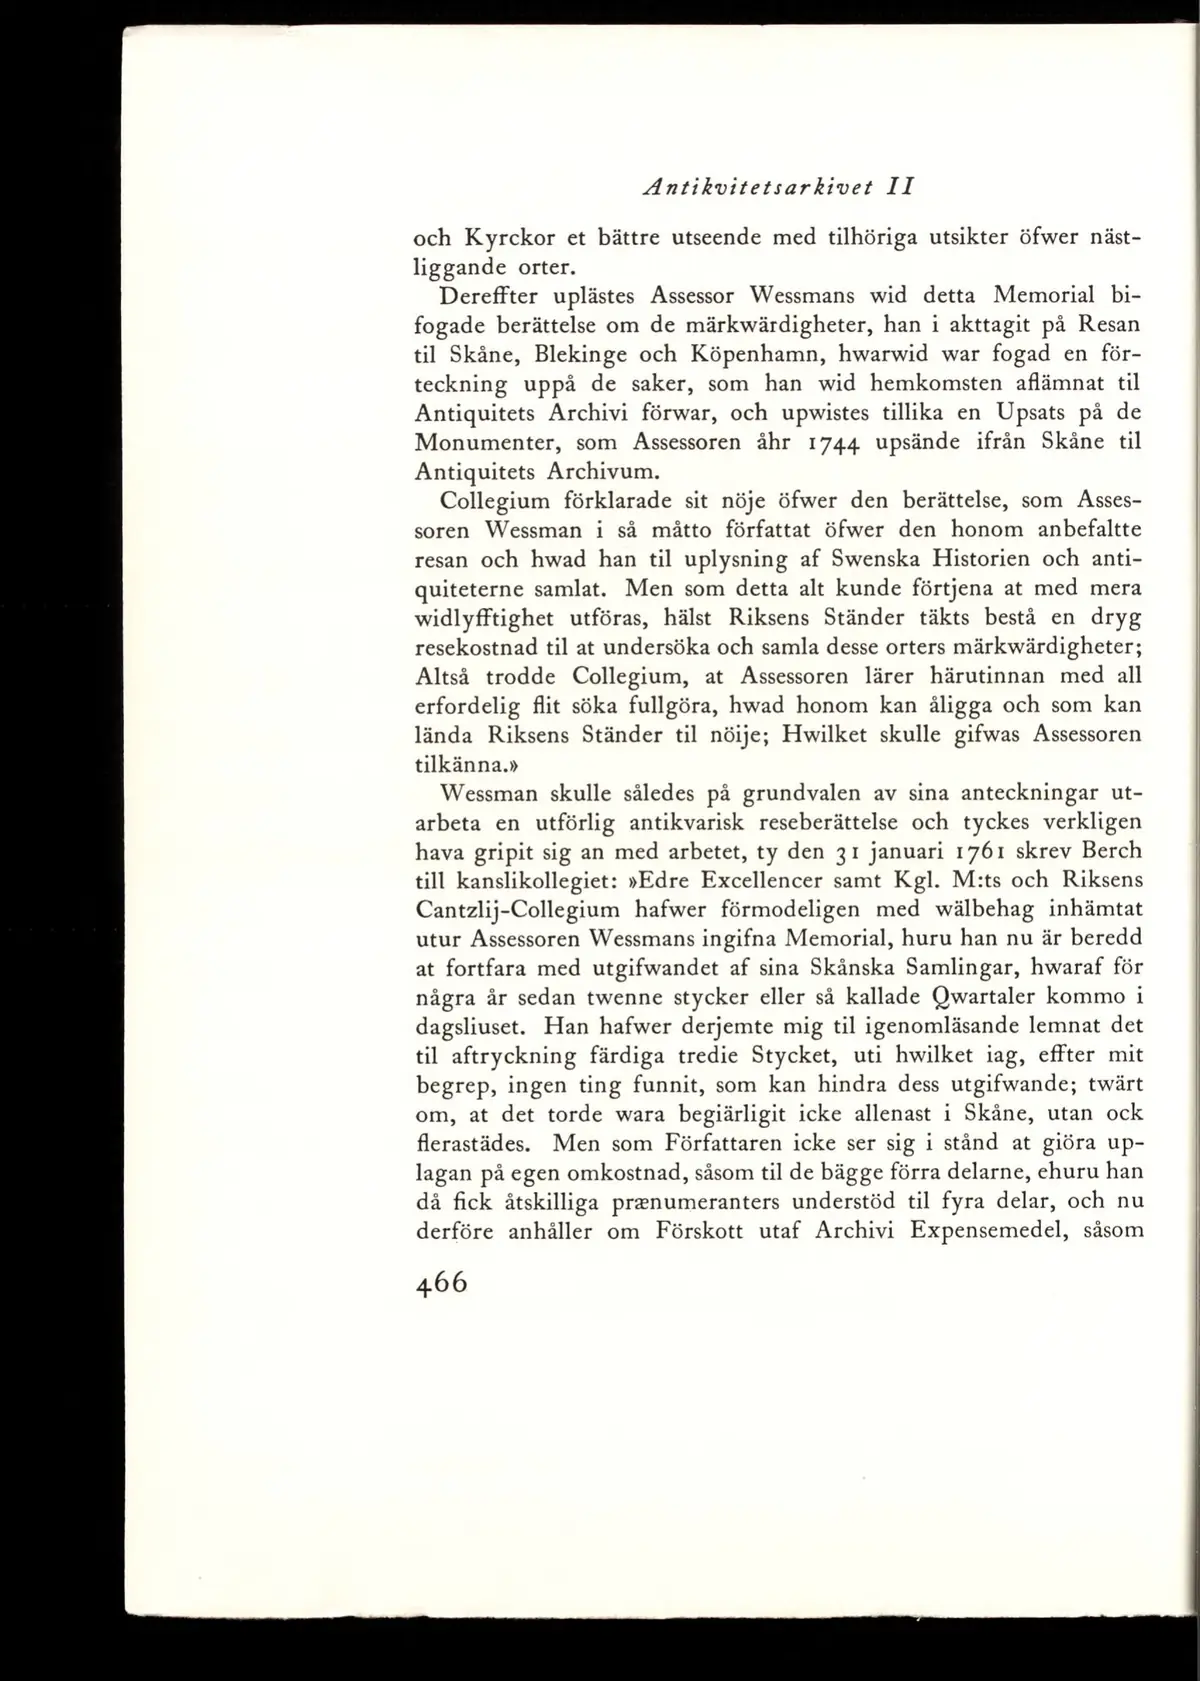 Antikvitetsarkivet II
och Kyrckor et bättre utseende med tilhöriga utsikter öfwer näst-
liggande orter.
Dereffter uplästes Assessor Wessmans wid detta Memorial bi-
fogade berättelse om de märkwärdigheter, han i akttagit på Resan
til Skåne, Blekinge och Köpenhamn, hwarwid war fogad en för-
teckning uppå de saker, som han wid hemkomsten aflämnat til
Antiquitets Archivi förwar, och upwistes tillika en Upsats på de
Monumenter, som Assessoren åhr 1744 upsände ifrån Skåne til
Antiquitets Archivum.
Collegium förklarade sit nöje öfwer den berättelse, som Asses-
soren Wessman i så måtto författat öfwer den honom anbefaltte
resan och hwad han til uplysning af Swenska Historien och anti-
quiteterne samlat. Men som detta alt kunde förtjena at med mera
widlyfftighet utföras, hälst Riksens Ständer täkts bestå en dryg
resekostnad til at undersöka och samla desse orters märkwärdigheter;
Altså trodde Collegium, at Assessoren lärer härutinnan med all
erfordelig flit söka fullgöra, hwad honom kan åligga och som kan
lända Riksens Ständer til nöije; Hwilket skulle gifwas Assessoren
tilkänna.»
Wessman skulle således på grundvalen av sina anteckningar ut-
arbeta en utförlig antikvarisk reseberättelse och tyckes verkligen
hava gripit sig an med arbetet, ty den 31 januari 1761 skrev Berch
till kanslikollegiet: »Edre Excellencer samt Kgl. M:ts och Riksens
Cantzlij-Collegium hafwer förmodeligen med wälbehag inhämtat
utur Assessoren Wessmans ingifna Memorial, huru han nu är beredd
at fortfara med utgifwandet af sina Skånska Samlingar, hwaraf för
några år sedan twenne stycker eller så kallade Qwartaler kommo i
dagsliuset. Han hafwer derjemte mig til igenomläsande lemnat det
til aftryckning färdiga tredie Stycket, uti hwilket iag, effter mit
begrep, ingen ting funnit, som kan hindra dess utgifwande; twärt
om, at det torde wara begiärligit icke allenast i Skåne, utan ock
flerastädes. Men som Författaren icke ser sig i stånd at giöra up-
lagan på egen omkostnad, såsom til de bägge förra delarne, ehuru han
då fick åtskilliga prænumeranters understöd til fyra delar, och nu
derföre anhåller om Förskott utaf Archivi Expensemedel, såsom
466